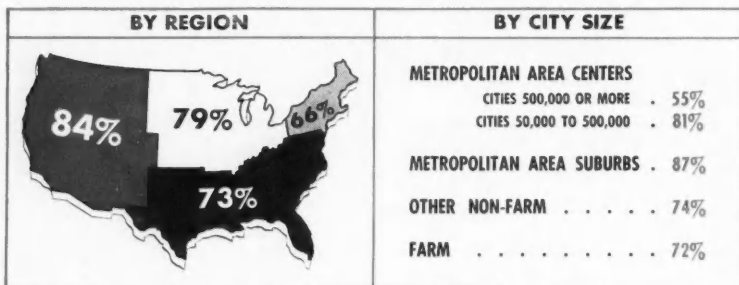 BY REGION
84%
79%
66%
73%
BY CITY SIZE
METROPOLITAN AREA CENTERS
CITIES 500,000 OR MORE . 55%
CITIES 50,000 TO 500,000 . 81%
METROPOLITAN AREA SUBURBS . 87%
OTHER NON-FARM . . . . . 74%
FARM . . . . . . . . . 72%